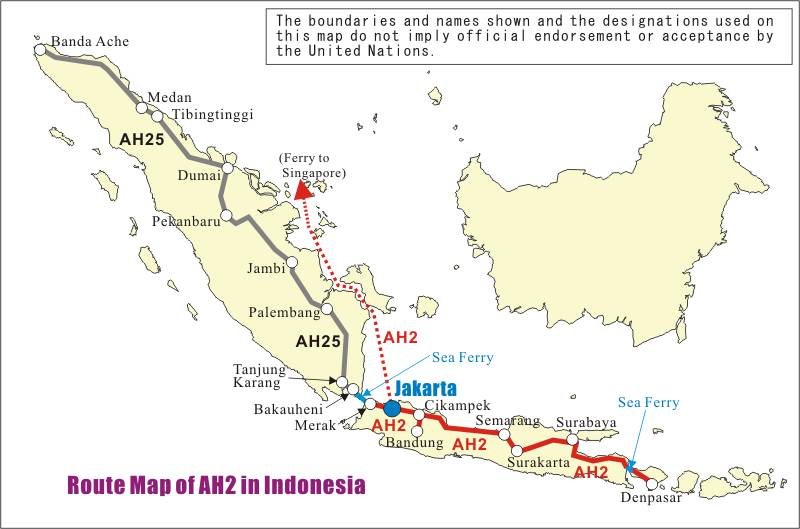 The boundaries and names shown and the designations used on
this map do not imply official endorsement or acceptance by
the United Nations.
Banda Ache
Medan
Tibingtinggi
AH25
Dumai
(Ferry to
Singapore)
Pekanbaru
Jambi
Palembang
AH25
AH2
Sea Ferry
Tanjung
Karang
Jakarta
Bakauheni
Cikampek
Merak
AH2
Semarang
Surabaya
Sea Ferry
Bandung
AH2
Surakarta
AH2
Denpasar
Route Map of AH2 in Indonesia